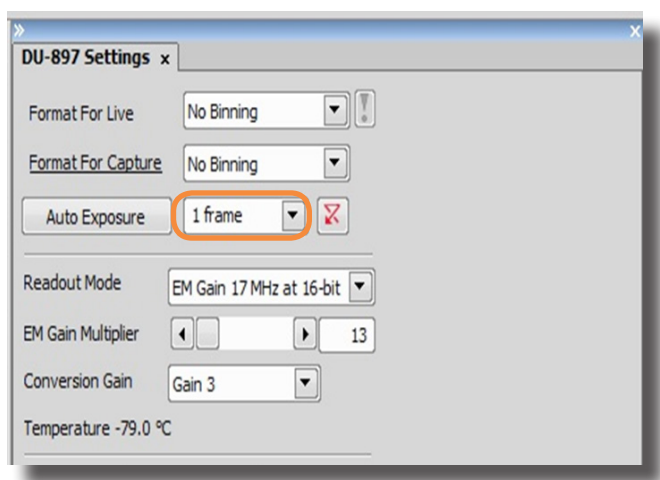 » x
DU-897 Settings x
Format For Live No Binning !
Format For Capture No Binning
Auto Exposure 1 frame
Readout Mode EM Gain 17 MHz at 16-bit
EM Gain Multiplier 13
Conversion Gain Gain 3
Temperature -79.0 °C